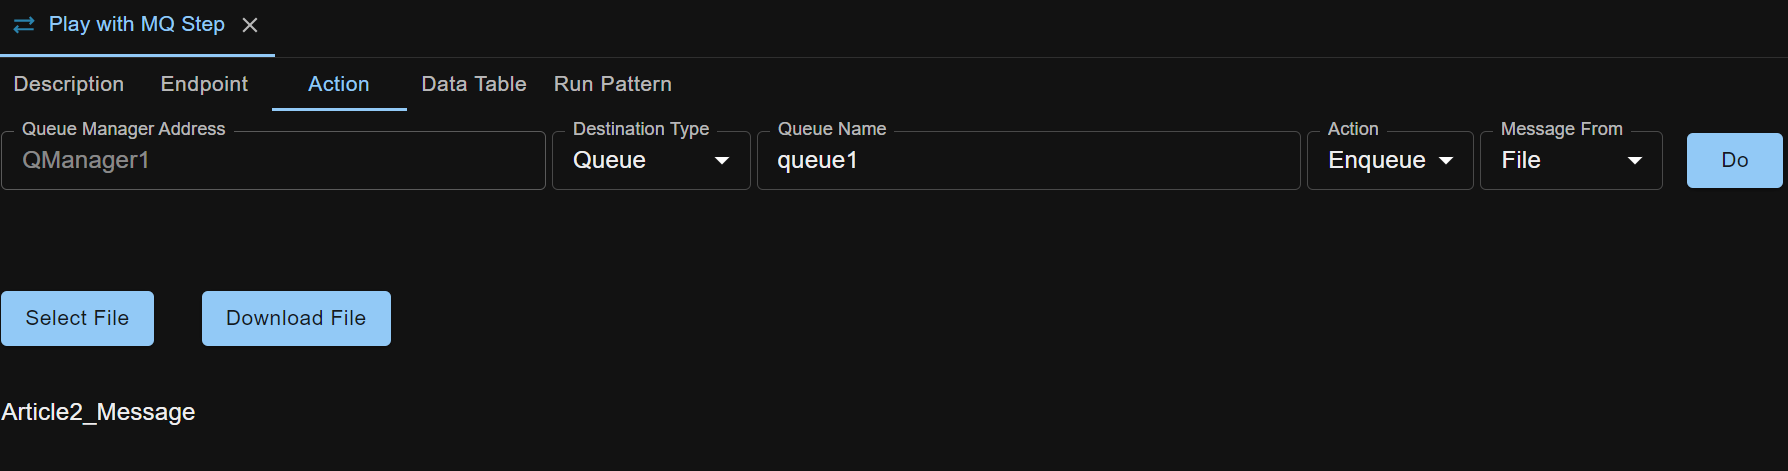 Play with MQ Step
Description Endpoint Action Data Table Run Pattern
Queue Manager Address Destination Type Queue Name Action Message From
QManager1 Queue queue1 Enqueue File Do
Select File Download File
Article2_Message